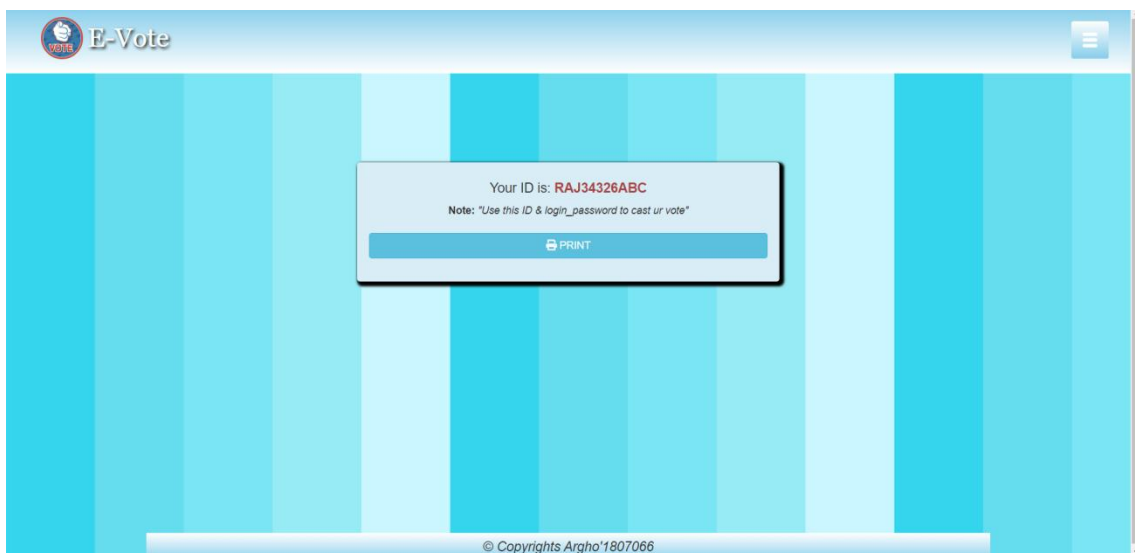 VOTE
E-Vote
Your ID is: RAJ34326ABC
Note: "Use this ID & login_password to cast ur vote"
PRINT
© Copyrights Argho'1807066